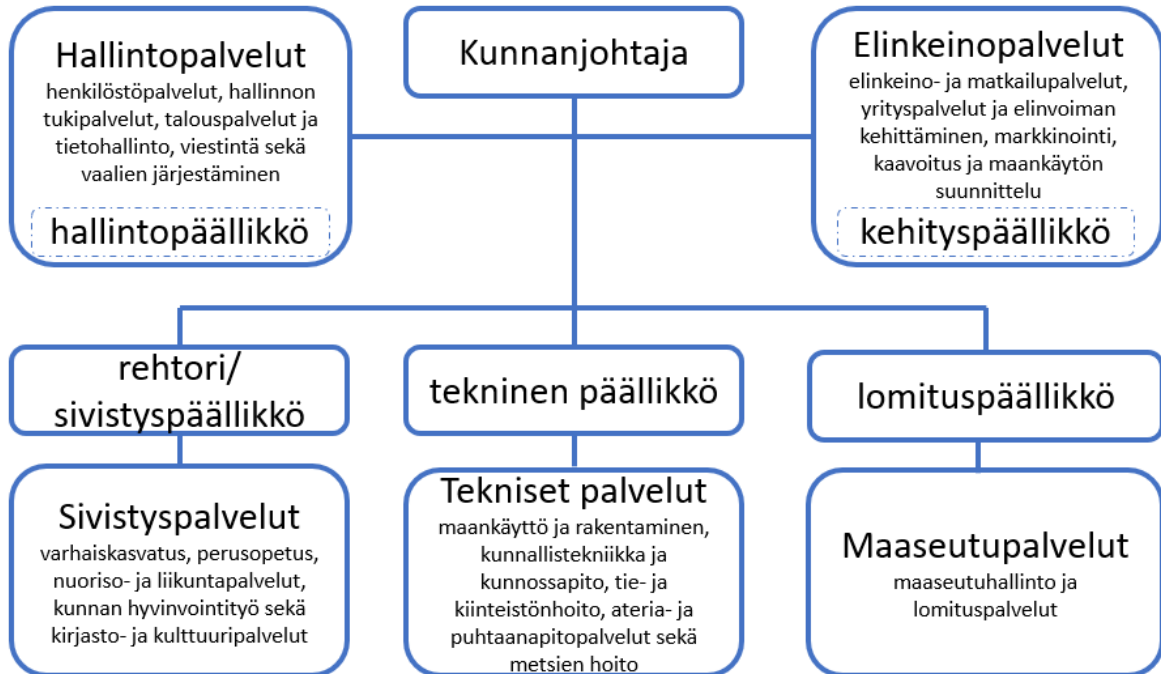 Hallintopalvelut
henkilöstöpalvelut, hallinnon
tukipalvelut, talouspalvelut ja
tietohallinto, viestintä sekä
vaalien järjestäminen
hallintopäällikkö
Kunnanjohtaja
Elinkeinopalvelut
elinkeino- ja matkailupalvelut,
yrityspalvelut ja elinvoiman
kehittäminen, markkinointi,
kaavoitus ja maankäytön
suunnittelu
kehityspäällikkö
rehtori/
sivistyspäällikkö
tekninen päällikkö
lomituspäällikkö
Sivistyspalvelut
varhaiskasvatus, perusopetus,
nuoriso- ja liikuntapalvelut,
kunnan hyvinvointityö sekä
kirjasto- ja kulttuuripalvelut
Tekniset palvelut
maankäyttö ja rakentaminen,
kunnallistekniikka ja
kunnossapito, tie- ja
kiinteistönhoito, ateria- ja
puhtaanapitopalvelut sekä
metsien hoito
Maaseutupalvelut
maaseutuhallinto ja
lomituspalvelut